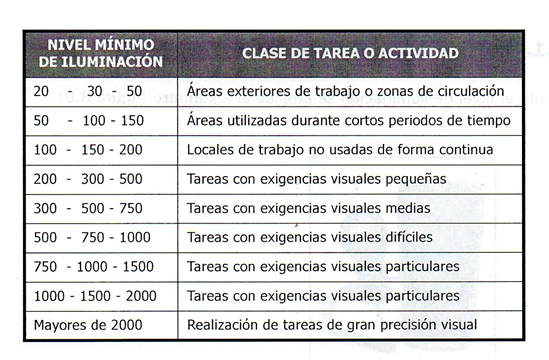 NIVEL MÍNIMO
DE ILUMINACIÓN
CLASE DE TAREA O ACTIVIDAD
20 - 30 - 50 Áreas exteriores de trabajo o zonas de circulación
50 - 100 - 150 Áreas utilizadas durante cortos periodos de tiempo
100 - 150 - 200 Locales de trabajo no usadas de forma continua
200 - 300 - 500 Tareas con exigencias visuales pequeñas
300 - 500 - 750 Tareas con exigencias visuales medias
500 - 750 - 1000 Tareas con exigencias visuales difíciles
750 - 1000 - 1500 Tareas con exigencias visuales particulares
1000 - 1500 - 2000 Tareas con exigencias visuales particulares
Mayores de 2000 Realización de tareas de gran precisión visual